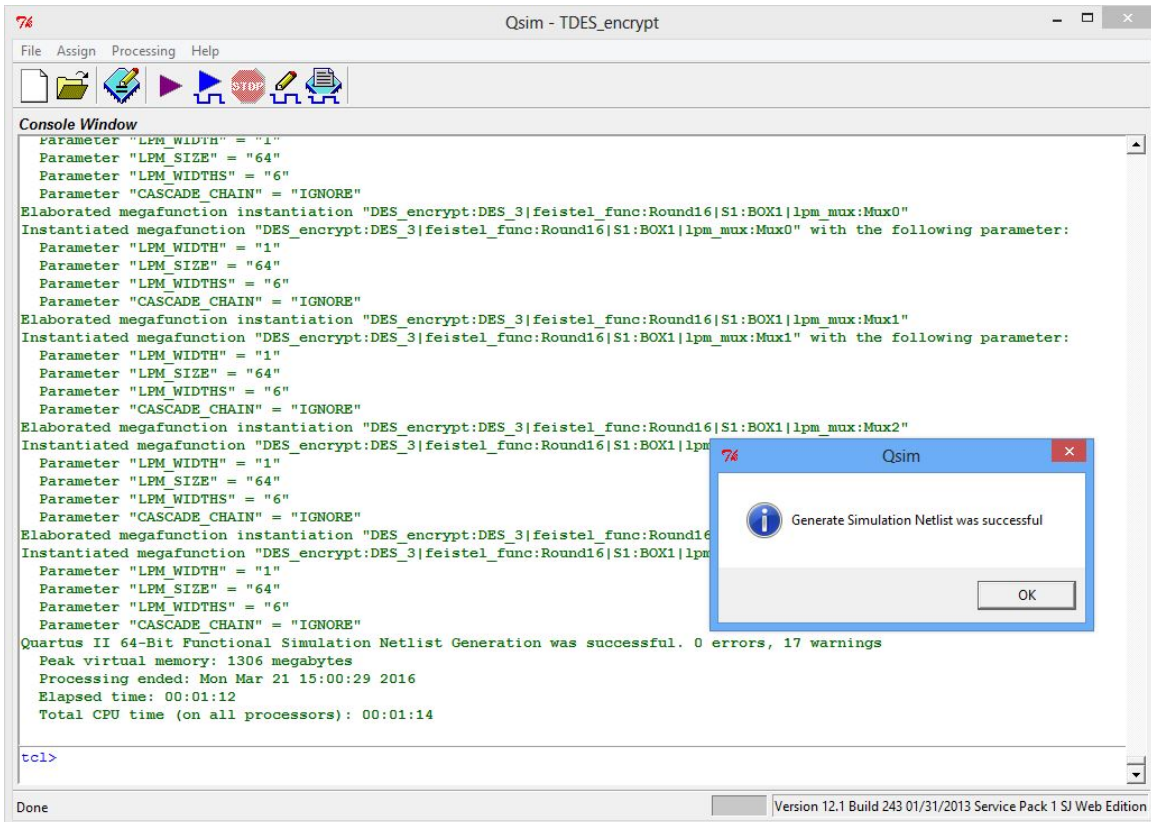 Qsim - TDES_encrypt
File Assign Processing Help
STOP
Console Window
Parameter "LPM_WIDTH" = "1"
Parameter "LPM_SIZE" = "64"
Parameter "LPM_WIDTHS" = "6"
Parameter "CASCADE_CHAIN" = "IGNORE"
Elaborated megafunction instantiation "DES_encrypt:DES_3|feistel_func:Round16|S1:BOX1|lpm_mux:Mux0"
Instantiated megafunction "DES_encrypt:DES_3|feistel_func:Round16|S1:BOX1|lpm_mux:Mux0" with the following parameter:
Parameter "LPM_WIDTH" = "1"
Parameter "LPM_SIZE" = "64"
Parameter "LPM_WIDTHS" = "6"
Parameter "CASCADE_CHAIN" = "IGNORE"
Elaborated megafunction instantiation "DES_encrypt:DES_3|feistel_func:Round16|S1:BOX1|lpm_mux:Mux1"
Instantiated megafunction "DES_encrypt:DES_3|feistel_func:Round16|S1:BOX1|lpm_mux:Mux1" with the following parameter:
Parameter "LPM_WIDTH" = "1"
Parameter "LPM_SIZE" = "64"
Parameter "LPM_WIDTHS" = "6"
Parameter "CASCADE_CHAIN" = "IGNORE"
Elaborated megafunction instantiation "DES_encrypt:DES_3|feistel_func:Round16|S1:BOX1|lpm_mux:Mux2"
Instantiated megafunction "DES_encrypt:DES_3|feistel_func:Round16|S1:BOX1|lpm
Parameter "LPM_WIDTH" = "1"
Parameter "LPM_SIZE" = "64"
Parameter "LPM_WIDTHS" = "6"
Parameter "CASCADE_CHAIN" = "IGNORE"
Elaborated megafunction instantiation "DES_encrypt:DES_3|feistel_func:Round16
Instantiated megafunction "DES_encrypt:DES_3|feistel_func:Round16|S1:BOX1|lpm
Parameter "LPM_WIDTH" = "1"
Parameter "LPM_SIZE" = "64"
Parameter "LPM_WIDTHS" = "6"
Parameter "CASCADE_CHAIN" = "IGNORE"
Quartus II 64-Bit Functional Simulation Netlist Generation was successful. 0 errors, 17 warnings
Peak virtual memory: 1306 megabytes
Processing ended: Mon Mar 21 15:00:29 2016
Elapsed time: 00:01:12
Total CPU time (on all processors): 00:01:14
tcl>
Qsim
Generate Simulation Netlist was successful
OK
Done
Version 12.1 Build 243 01/31/2013 Service Pack 1 SJ Web Edition